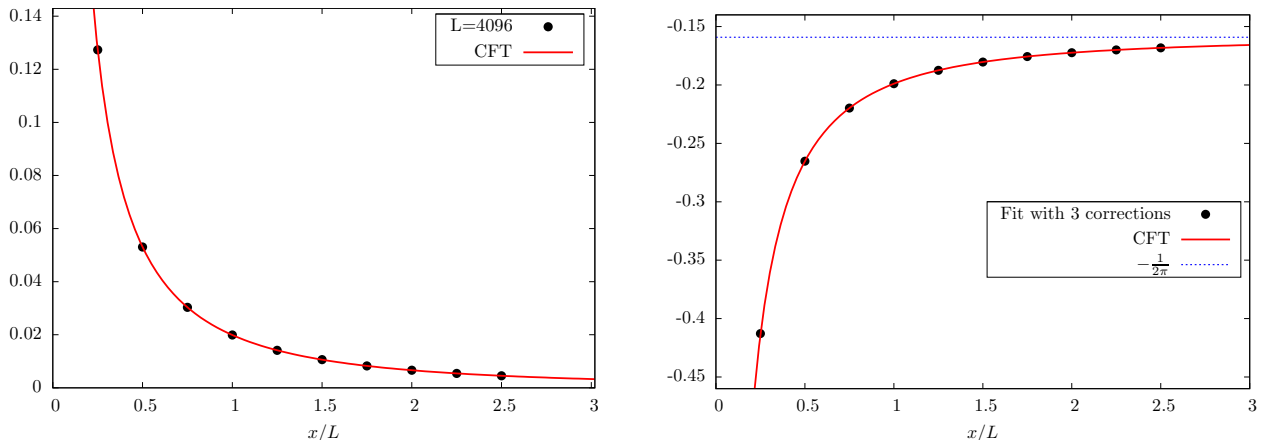 0.14
0.12
0.1
0.08
0.06
0.04
0.02
0
0 0.5 1 1.5 2 2.5 3
x/L
L=4096
CFT
-0.15
-0.2
-0.25
-0.3
-0.35
-0.4
-0.45
0 0.5 1 1.5 2 2.5 3
x/L
Fit with 3 corrections
CFT
−1/2π